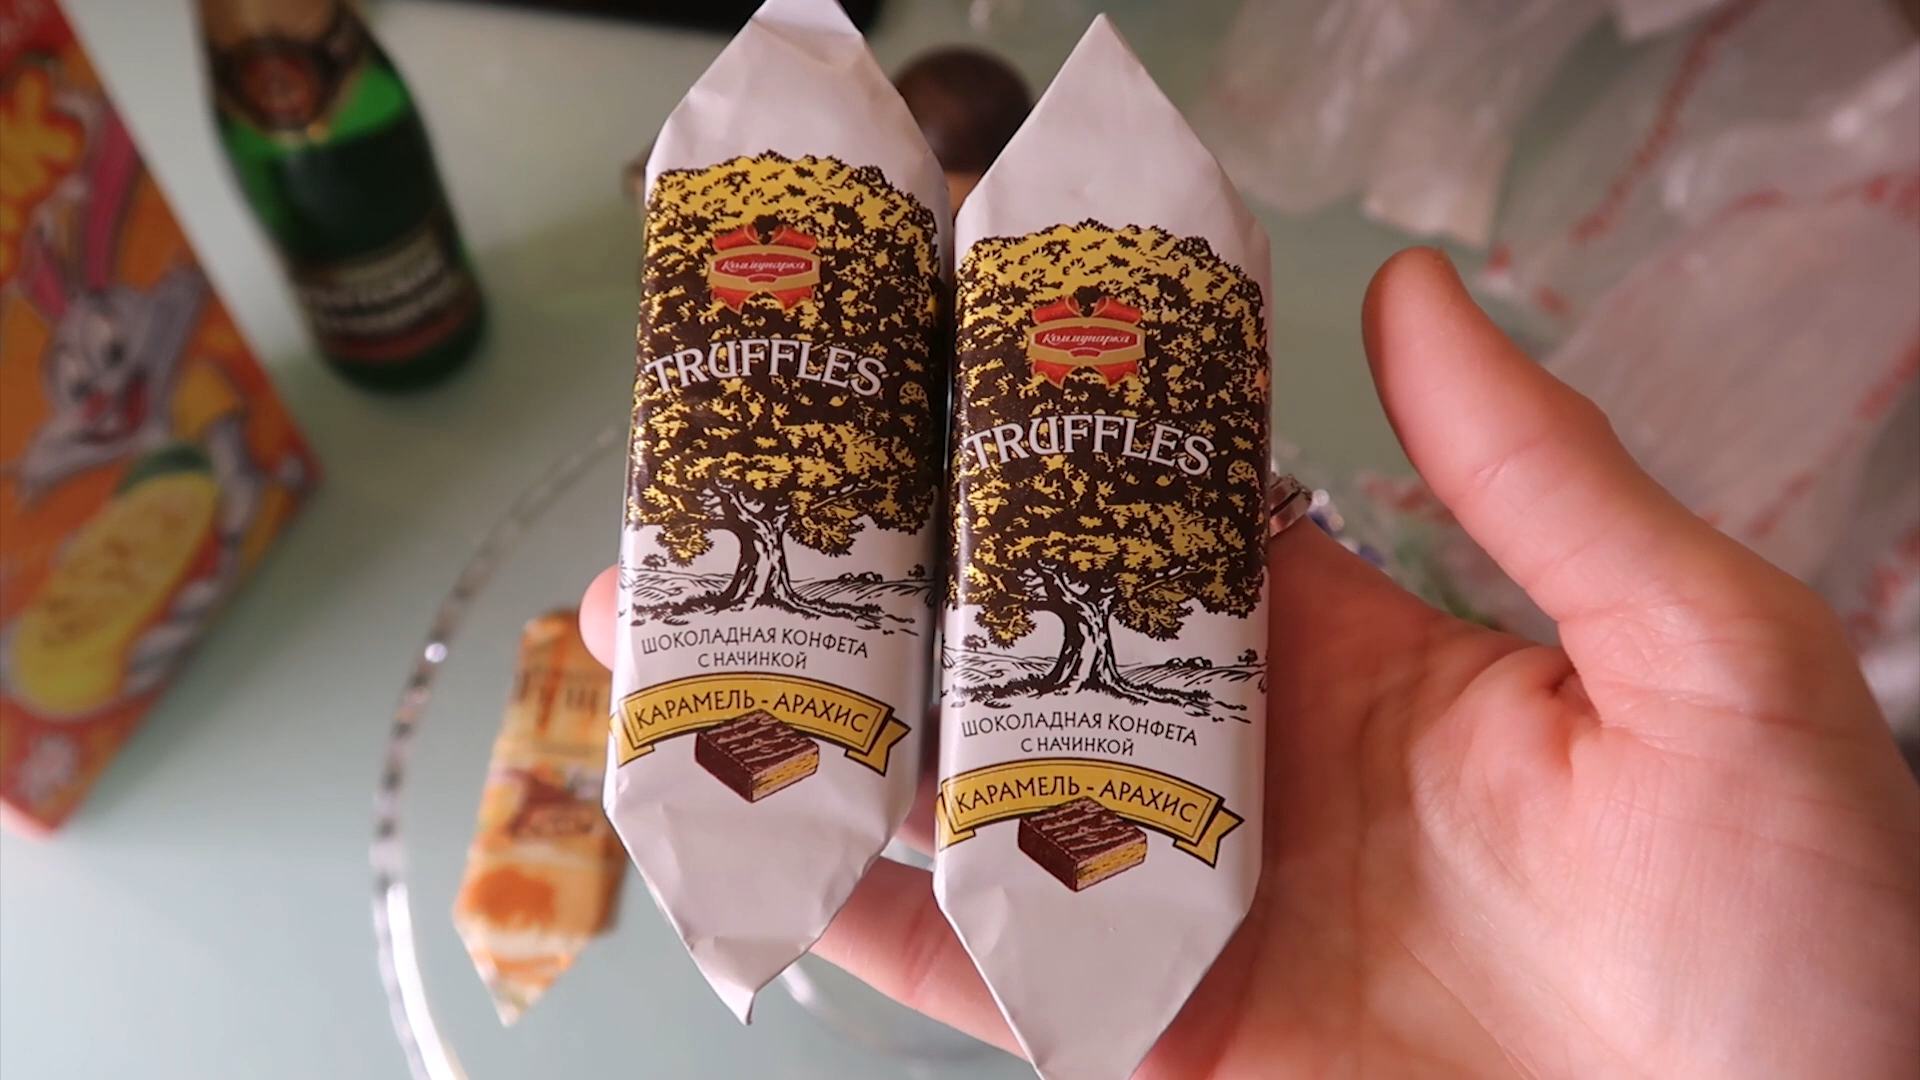 Коммунарка
TRUFFLES
ШОКОЛАДНАЯ КОНФЕТА
С НАЧИНКОЙ
КАРАМЕЛЬ - АРАХИС
Коммунарка
TRUFFLES
ШОКОЛАДНАЯ КОНФЕТА
С НАЧИНКОЙ
КАРАМЕЛЬ - АРАХИС